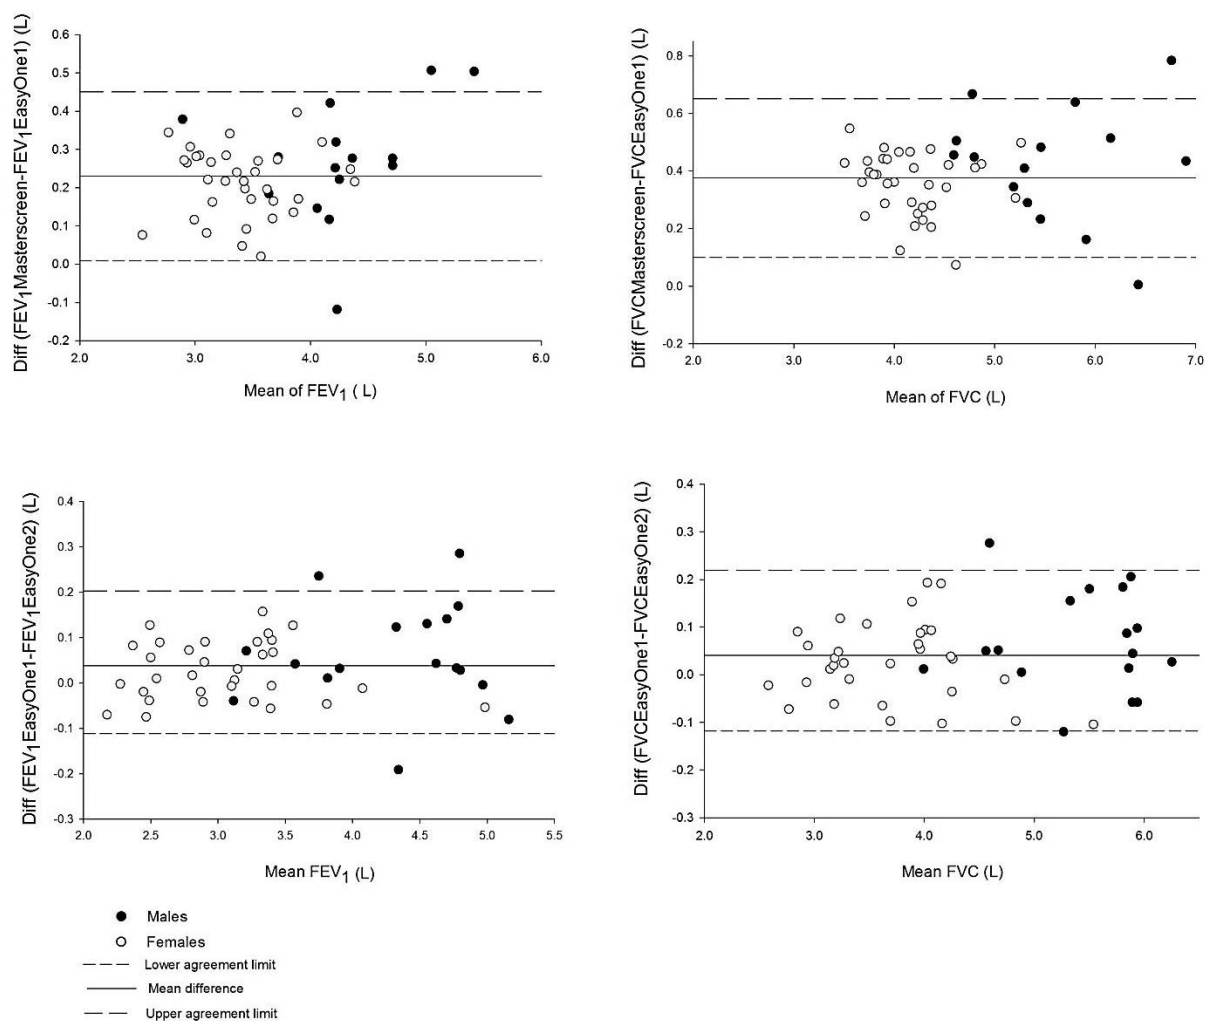 Diff (FEV1Masterscreen-FEV1EasyOne1) (L)
0.6
0.5
0.4
0.3
0.2
0.1
0.0
-0.1
-0.2
2.0 3.0 4.0 5.0 6.0
Mean of FEV1 ( L)
Diff (FVCMasterscreen-FVCEasyOne1) (L)
0.8
0.6
0.4
0.2
0.0
-0.2
2.0 3.0 4.0 5.0 6.0 7.0
Mean of FVC (L)
Diff (FEV1EasyOne1-FEV1EasyOne2) (L)
0.4
0.3
0.2
0.1
0.0
-0.1
-0.2
-0.3
2.0 2.5 3.0 3.5 4.0 4.5 5.0 5.5
Mean FEV1 (L)
Diff (FVCEasyOne1-FVCEasyOne2) (L)
0.4
0.3
0.2
0.1
0.0
-0.1
-0.2
-0.3
2.0 3.0 4.0 5.0 6.0
Mean FVC (L)
Males
Females
Lower agreement limit
Mean difference
Upper agreement limit